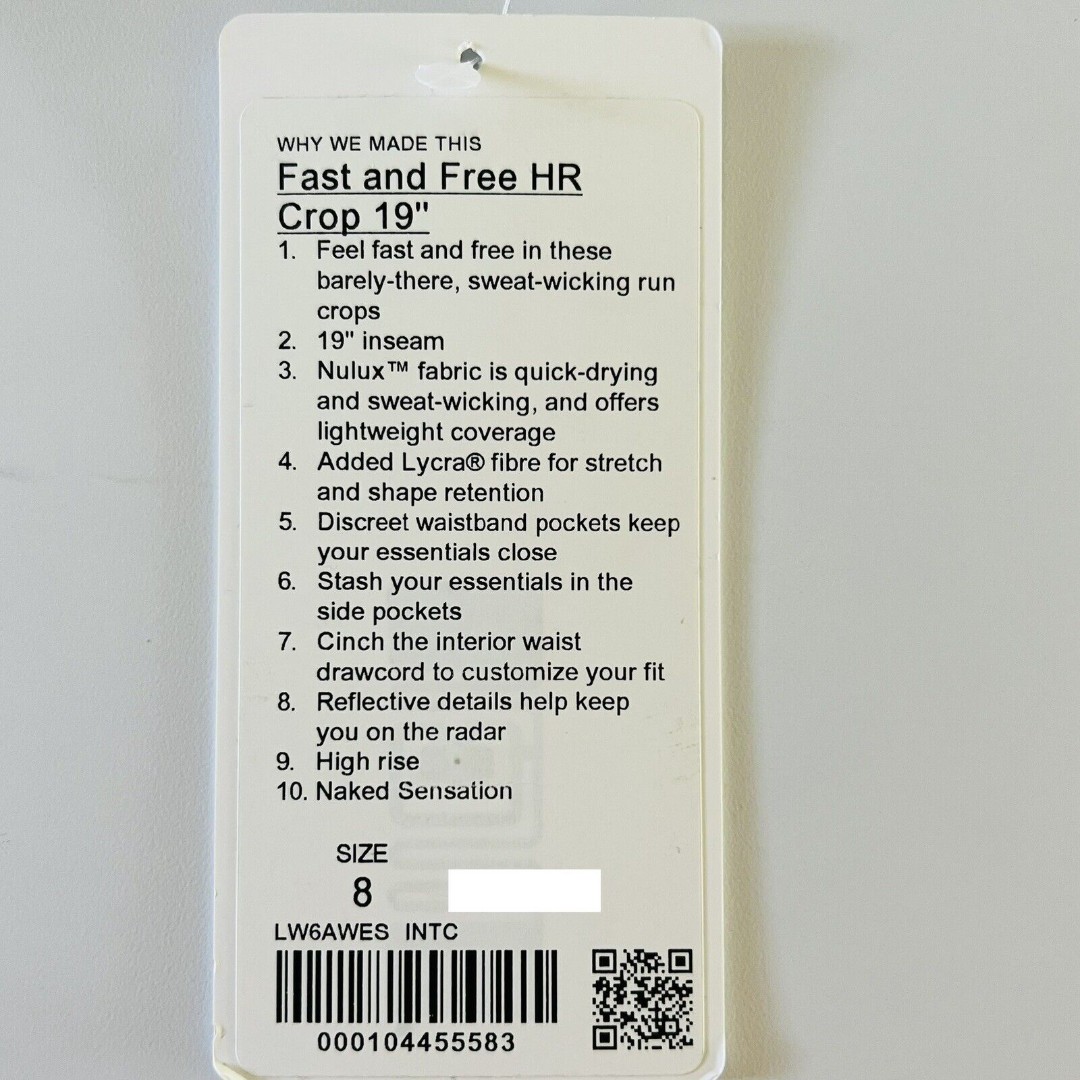 WHY WE MADE THIS
Fast and Free HR
Crop 19"
1. Feel fast and free in these
barely-there, sweat-wicking run
crops
2. 19" inseam
3. Nulux™ fabric is quick-drying
and sweat-wicking, and offers
lightweight coverage
4. Added Lycra® fibre for stretch
and shape retention
5. Discreet waistband pockets keep
your essentials close
6. Stash your essentials in the
side pockets
7. Cinch the interior waist
drawcord to customize your fit
8. Reflective details help keep
you on the radar
9. High rise
10. Naked Sensation
SIZE
8
LW6AWES INTC
000104455583